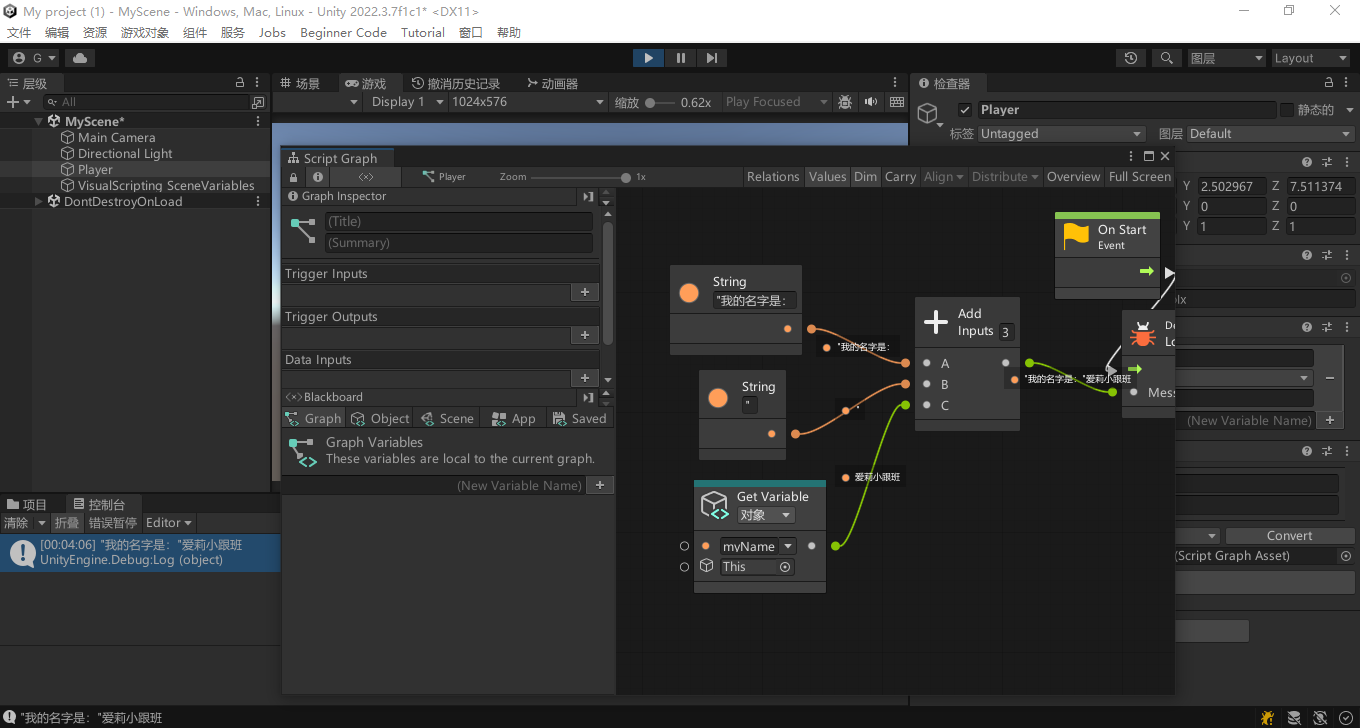 My project (1) - MyScene - Windows, Mac, Linux - Unity 2022.3.7f1c1* <DX11>
文件 编辑 资源 游戏对象 组件 服务 Jobs Beginner Code Tutorial 窗口 帮助
G 图层 Layout
层级 场景 游戏 撤消历史记录 动画器 检查器
All Display 1 1024x576 缩放 0.62x Play Focused Player 静态的
标签 Untagged 图层 Default
MyScene*
Main Camera
Directional Light
Player
VisualScripting SceneVariables
DontDestroyOnLoad
Script Graph
<×> Player Zoom 1x Relations Values Dim Carry Align Distribute Overview Full Screen
Graph Inspector
(Title)
(Summary)
Trigger Inputs
+
Trigger Outputs
+
Data Inputs
+
<×>Blackboard
Graph Object Scene App Saved
Graph Variables
These variables are local to the current graph.
(New Variable Name) +
On Start
Event
String
"我的名字是：
"我的名字是：
String
"
"
Add
Inputs 3
A
B
C
"我的名字是："爱莉小跟班
De
Lo
Mess
爱莉小跟班
Get Variable
对象
myName
This
Y 2.502967 Z 7.511374
Y 0 Z 0
Y 1 Z 1
(New Variable Name) +
Convert
(Script Graph Asset)
项目 控制台
清除 折叠 错误暂停 Editor
[00:04:06] "我的名字是："爱莉小跟班
UnityEngine.Debug:Log (object)
"我的名字是："爱莉小跟班